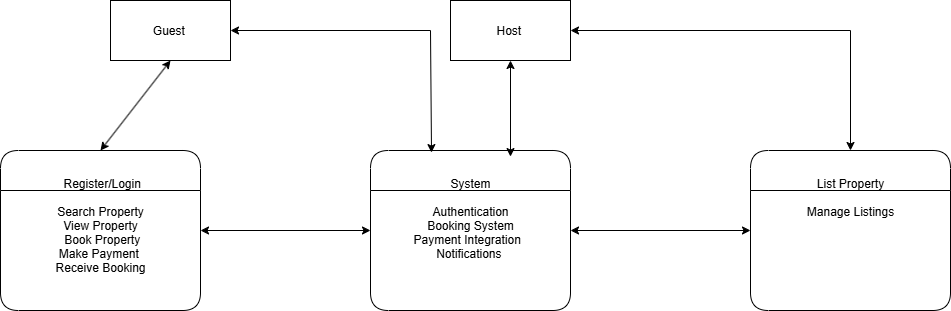 Guest
Host
Register/Login
Search Property
View Property
Book Property
Make Payment
Receive Booking
System
Authentication
Booking System
Payment Integration
Notifications
List Property
Manage Listings